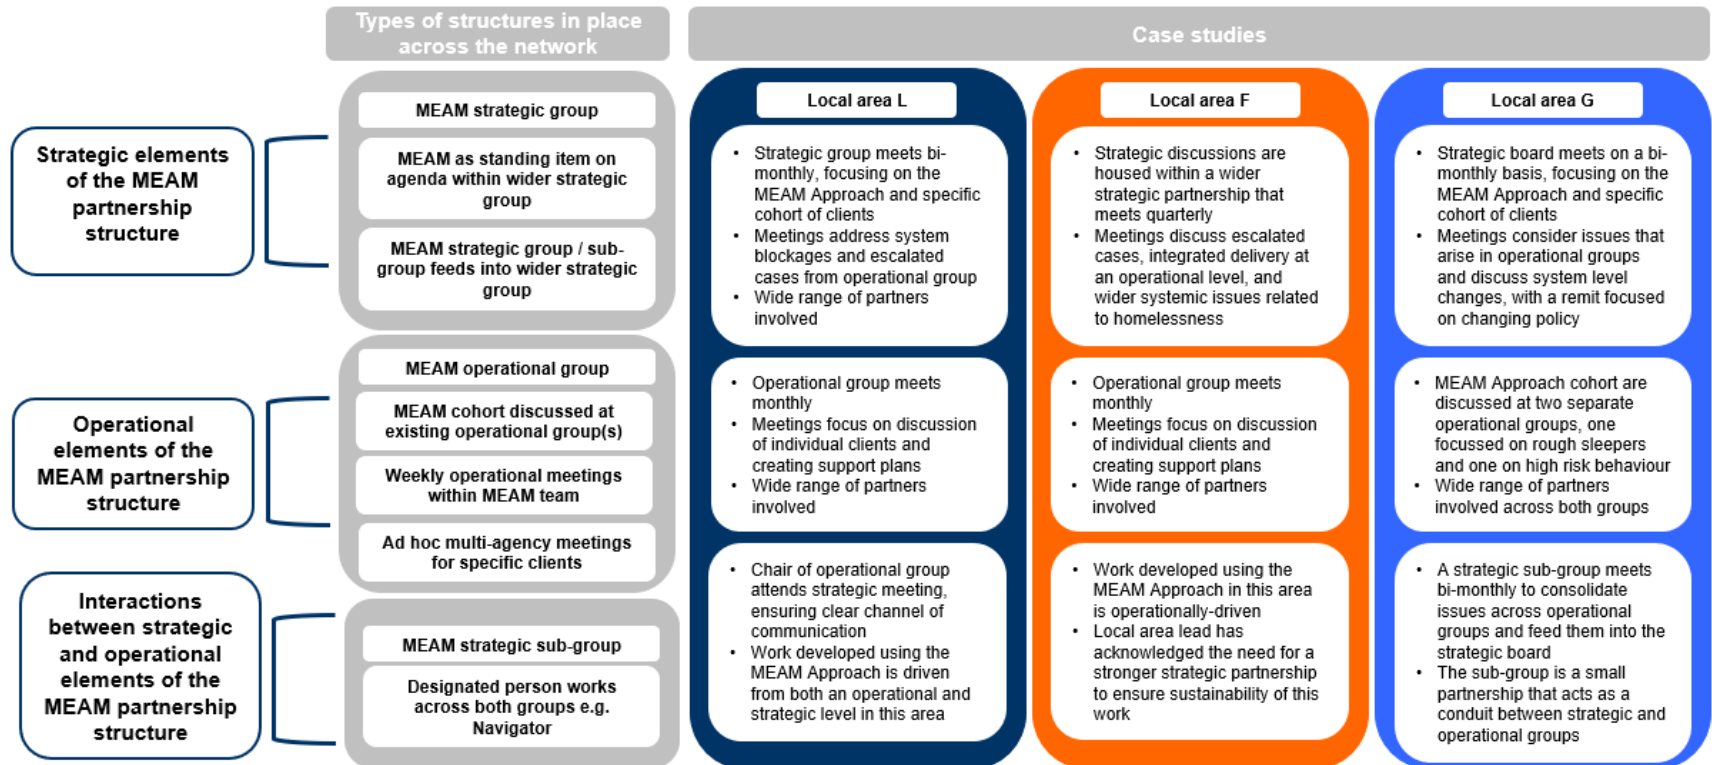 Types of structures in place
across the network
Case studies
Strategic elements
of the MEAM
partnership
structure
MEAM strategic group
MEAM as standing item on
agenda within wider strategic
group
MEAM strategic group / sub-
group feeds into wider strategic
group
Local area L
• Strategic group meets bi-
monthly, focusing on the
MEAM Approach and specific
cohort of clients
• Meetings address system
blockages and escalated
cases from operational group
• Wide range of partners
involved
Local area F
• Strategic discussions are
housed within a wider
strategic partnership that
meets quarterly
• Meetings discuss escalated
cases, integrated delivery at
an operational level, and
wider systemic issues related
to homelessness
Local area G
• Strategic board meets on a bi-
monthly basis, focusing on the
MEAM Approach and specific
cohort of clients
• Meetings consider issues that
arise in operational groups
and discuss system level
changes, with a remit focused
on changing policy
Operational
elements of the
MEAM partnership
structure
MEAM operational group
MEAM cohort discussed at
existing operational group(s)
Weekly operational meetings
within MEAM team
Ad hoc multi-agency meetings
for specific clients
• Operational group meets
monthly
• Meetings focus on discussion
of individual clients and
creating support plans
• Wide range of partners
involved
• Operational group meets
monthly
• Meetings focus on discussion
of individual clients and
creating support plans
• Wide range of partners
involved
• MEAM Approach cohort are
discussed at two separate
operational groups, one
focussed on rough sleepers
and one on high risk behaviour
• Wide range of partners
involved across both groups
Interactions
between strategic
and operational
elements of the
MEAM partnership
structure
MEAM strategic sub-group
Designated person works
across both groups e.g.
Navigator
• Chair of operational group
attends strategic meeting,
ensuring clear channel of
communication
• Work developed using the
MEAM Approach is driven
from both an operational and
strategic level in this area
• Work developed using the
MEAM Approach in this area
is operationally-driven
• Local area lead has
acknowledged the need for a
stronger strategic partnership
to ensure sustainability of this
work
• A strategic sub-group meets
bi-monthly to consolidate
issues across operational
groups and feed them into the
strategic board
• The sub-group is a small
partnership that acts as a
conduit between strategic and
operational groups